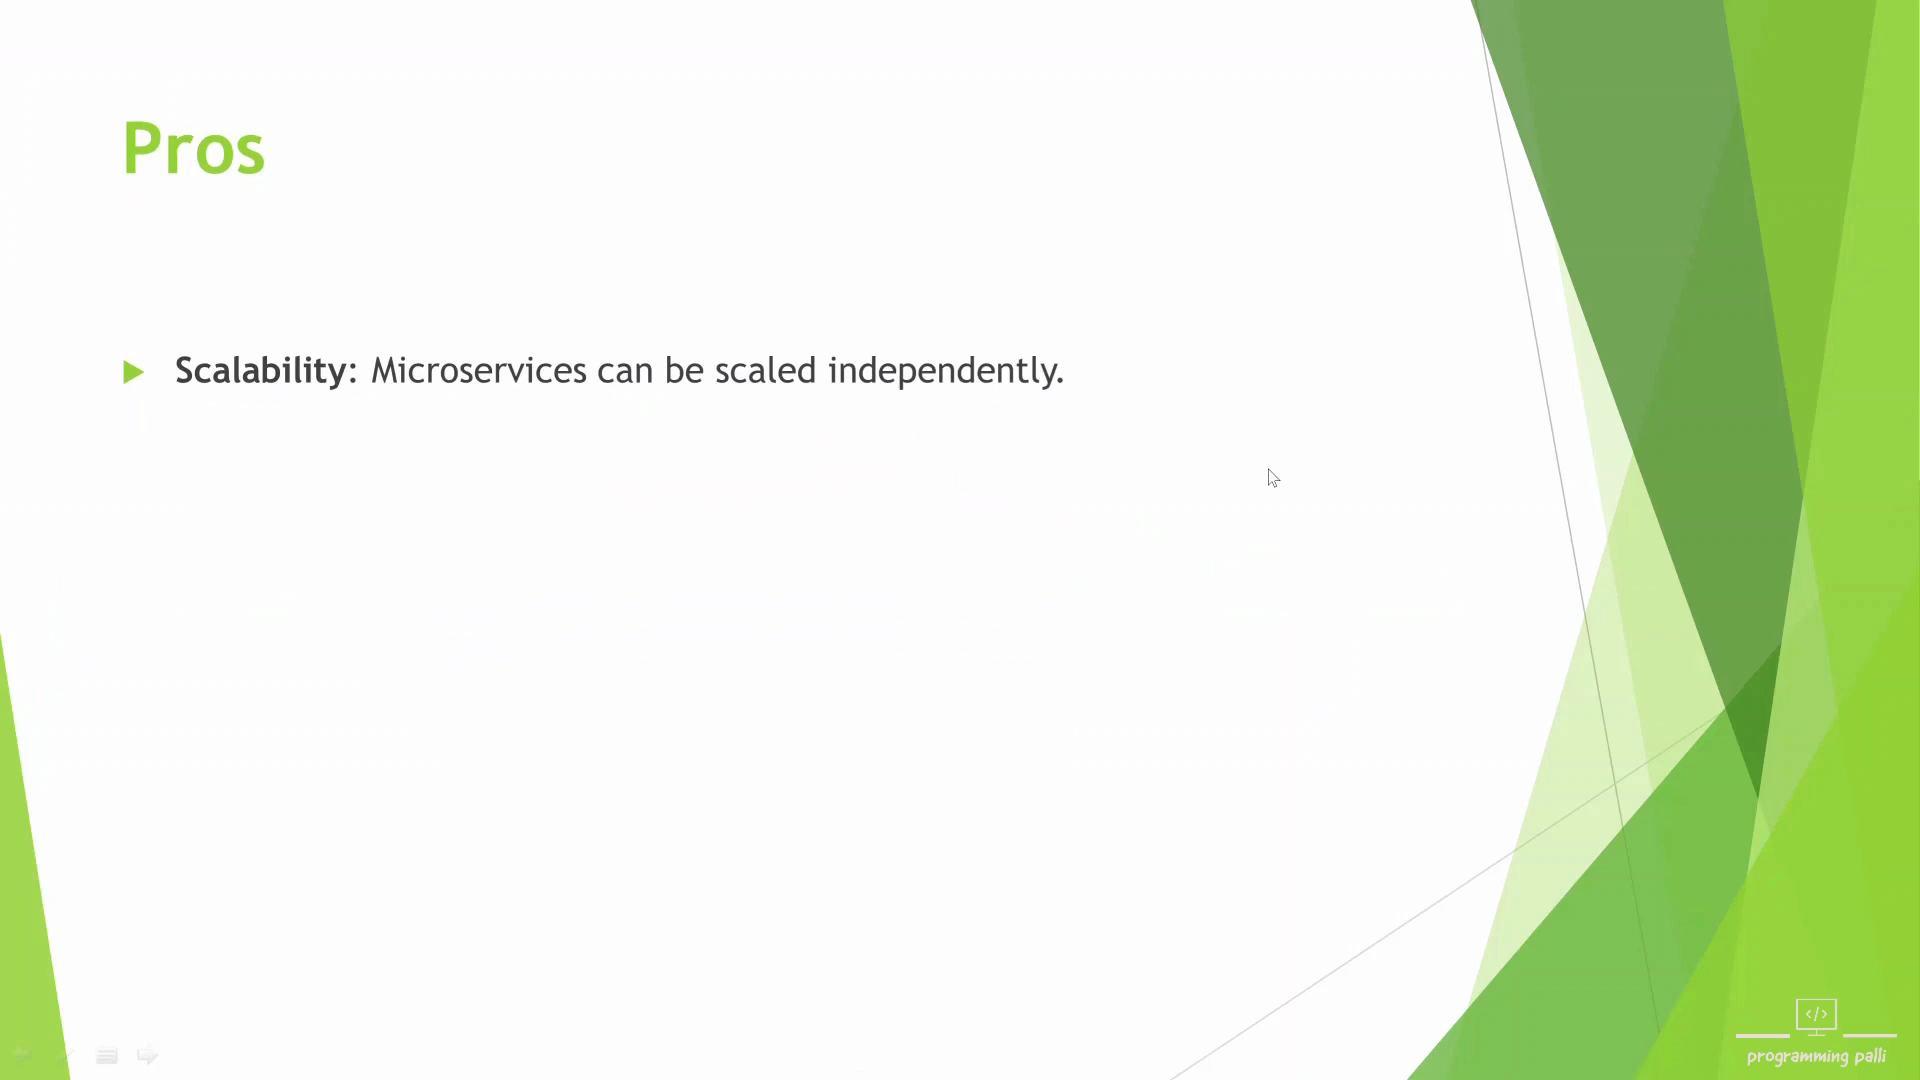 Pros
Scalability: Microservices can be scaled independently.
</>
programming palli